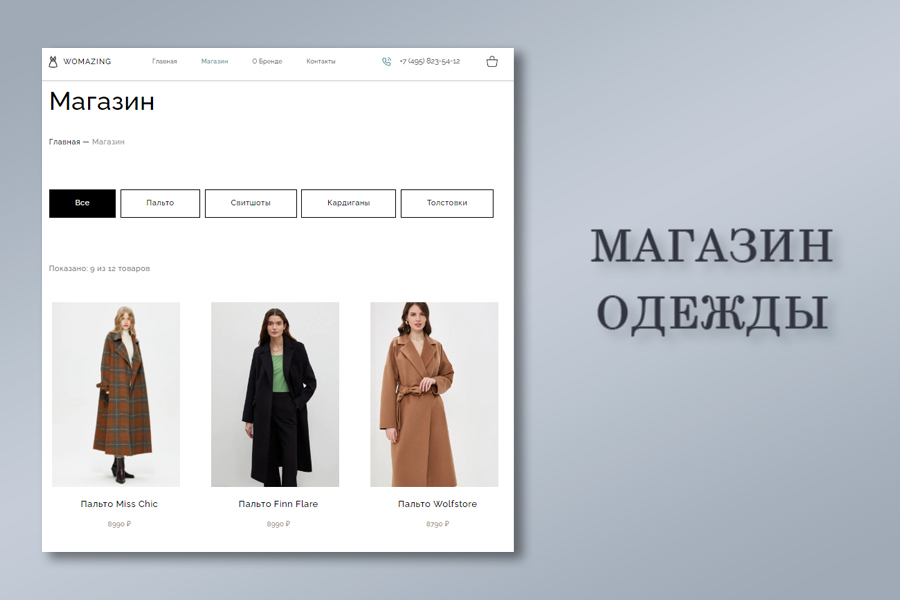 WOMAZING
Главная Магазин О Бренде Контакты
+7 (495) 823-54-12
Магазин
Главная — Магазин
Все Пальто Свитшоты Кардиганы Толстовки
Показано: 9 из 12 товаров
Пальто Miss Chic Пальто Finn Flare Пальто Wolfstore
8990 ₽ 8990 ₽ 8790 ₽
МАГАЗИН
ОДЕЖДЫ